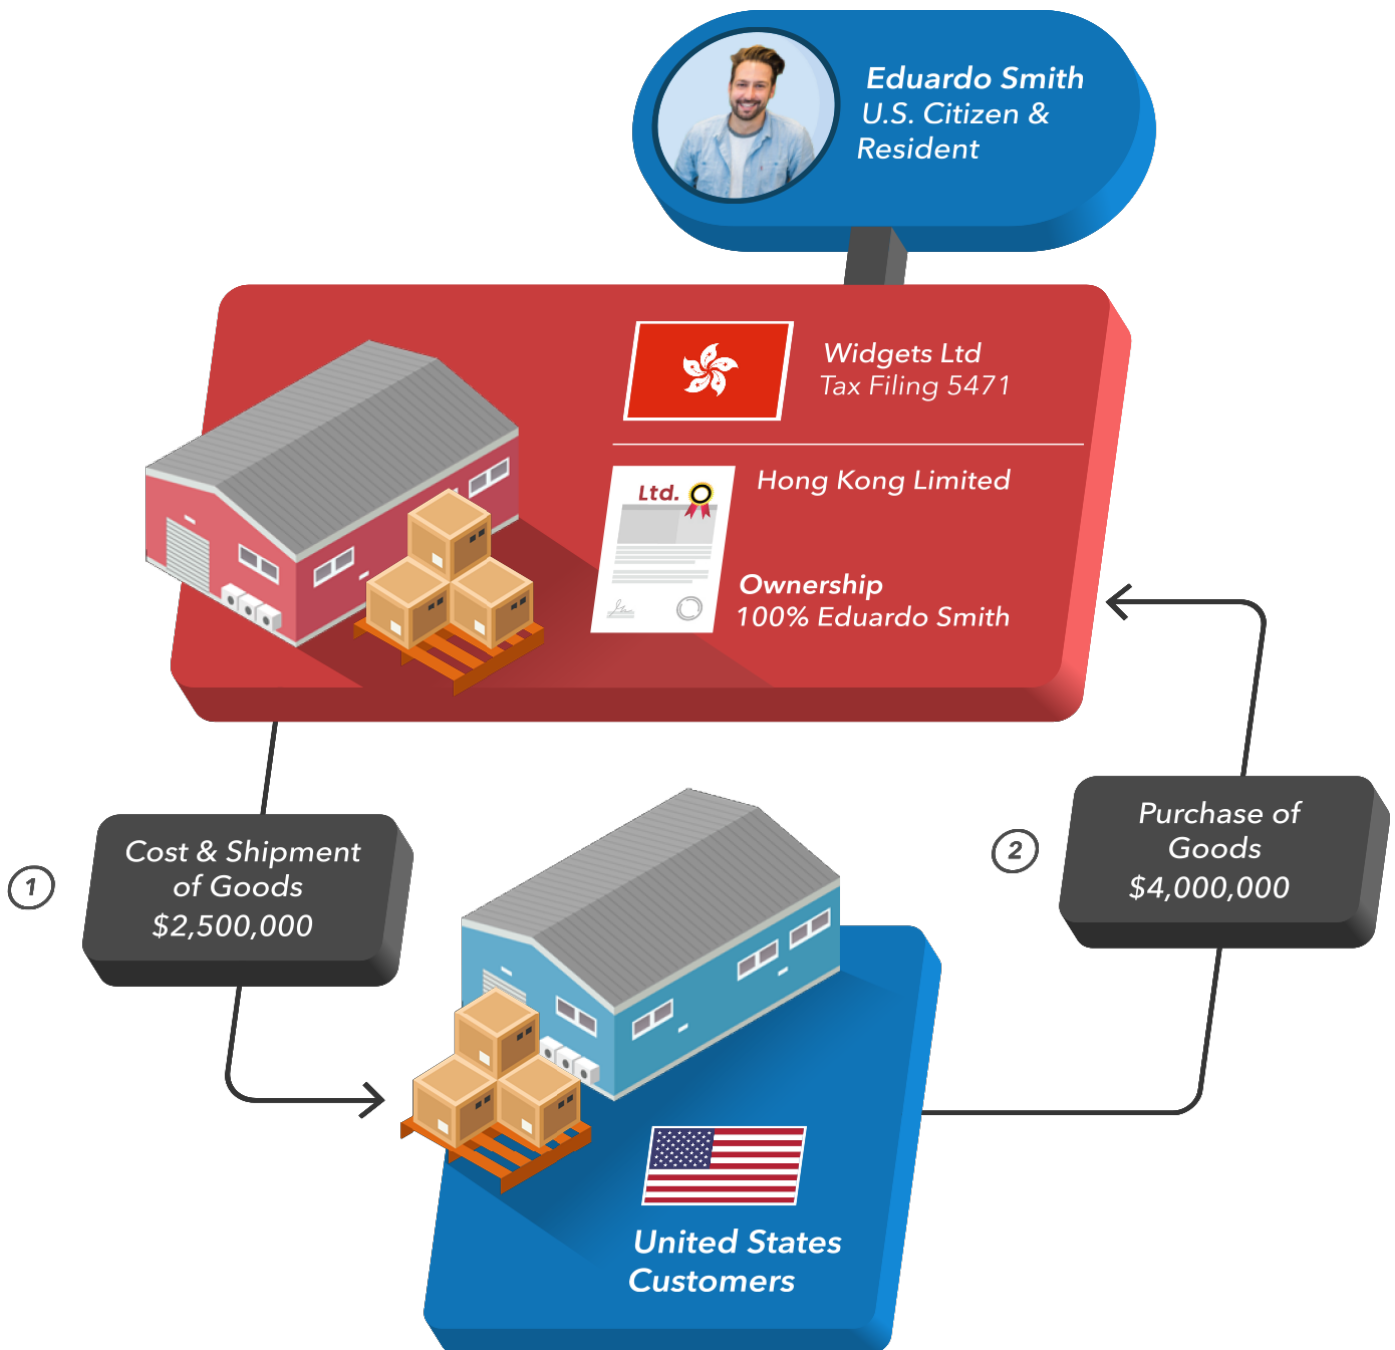 Eduardo Smith
U.S. Citizen &
Resident
Widgets Ltd
Tax Filing 5471
Ltd.
Hong Kong Limited
Ownership
100% Eduardo Smith
1
Cost & Shipment
of Goods
$2,500,000
2
Purchase of
Goods
$4,000,000
United States
Customers